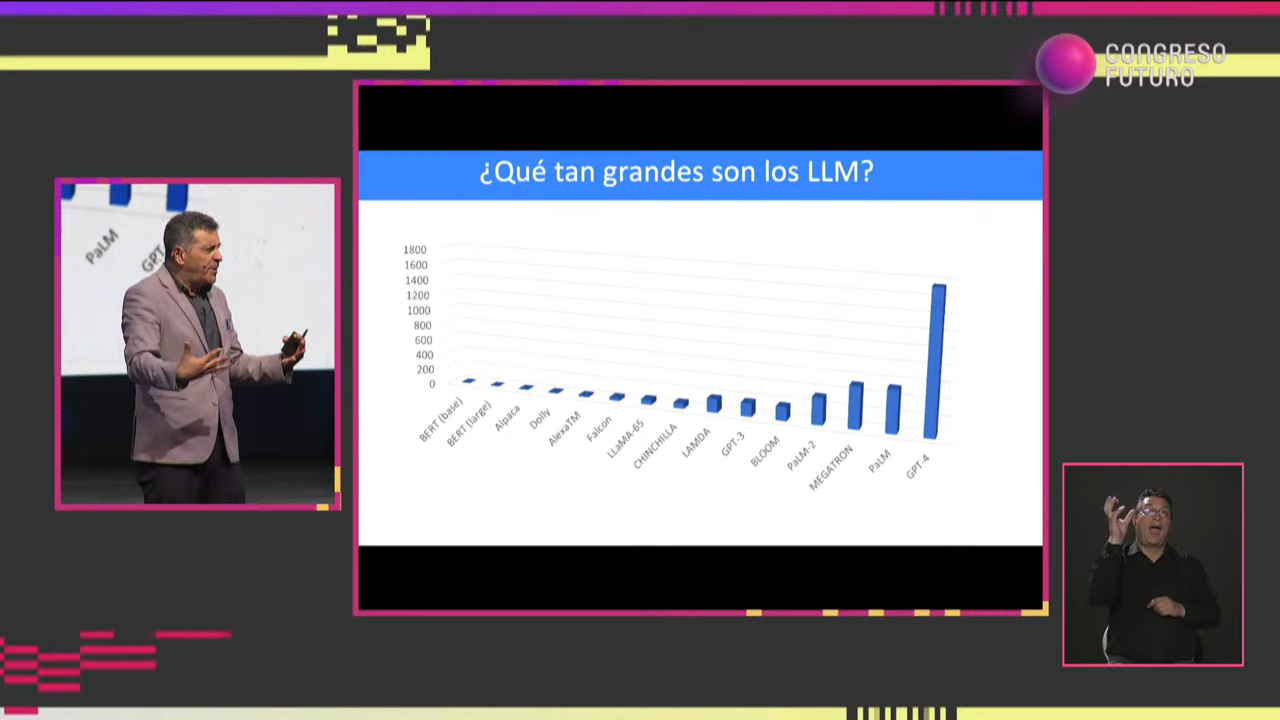 CONGRESO
FUTURO
¿Qué tan grandes son los LLM?
1800
1600
1400
1200
1000
800
600
400
200
0
BERT (base)
BERT (large)
Alpaca
Dolly
AlexaTM
Falcon
LLaMA-65
CHINCHILLA
LAMDA
GPT-3
BLOOM
PaLM-2
MEGATRON
PaLM
GPT-4
PaLM
GPT